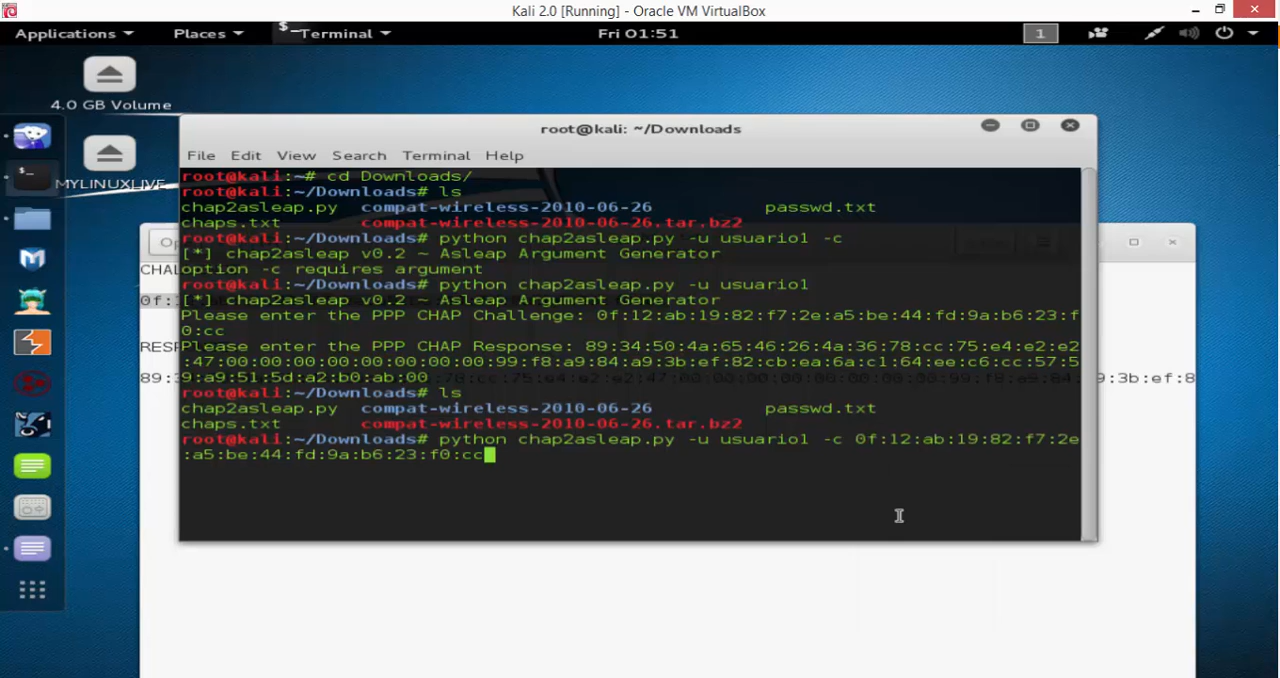 Kali 2.0 [Running] - Oracle VM VirtualBox
Applications Places Terminal Fri 01:51 1
4.0 GB Volume
MYLINUXLIVE
root@kali: ~/Downloads
File Edit View Search Terminal Help
root@kali:~# cd Downloads/
root@kali:~/Downloads# ls
chap2asleap.py compat-wireless-2010-06-26 passwd.txt
chaps.txt compat-wireless-2010-06-26.tar.bz2
root@kali:~/Downloads# python chap2asleap.py -u usuario1 -c
[*] chap2asleap v0.2 ~ Asleap Argument Generator
option -c requires argument
root@kali:~/Downloads# python chap2asleap.py -u usuario1
[*] chap2asleap v0.2 ~ Asleap Argument Generator
Please enter the PPP CHAP Challenge: 0f:12:ab:19:82:f7:2e:a5:be:44:fd:9a:b6:23:f
0:cc
Please enter the PPP CHAP Response: 89:34:50:4a:65:46:26:4a:36:78:cc:75:e4:e2:e2
:47:00:00:00:00:00:00:00:00:99:f8:a9:84:a9:3b:ef:82:cb:ea:6a:c1:64:ee:c6:cc:57:5
9:a9:51:5d:a2:b0:ab:00
root@kali:~/Downloads# ls
chap2asleap.py compat-wireless-2010-06-26 passwd.txt
chaps.txt compat-wireless-2010-06-26.tar.bz2
root@kali:~/Downloads# python chap2asleap.py -u usuario1 -c 0f:12:ab:19:82:f7:2e
:a5:be:44:fd:9a:b6:23:f0:cc
CHAL
0f:1
RESP
89:3
9:3b:ef:8